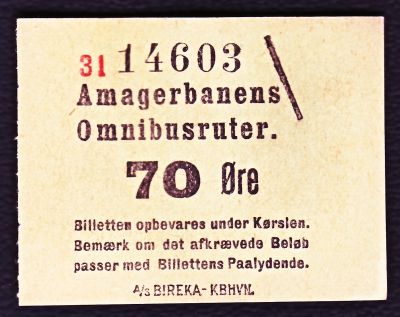 31 14603
Amagerbanens
Omnibusruter.
70 Øre
Billetten opbevares under Kørslen.
Bemærk om det afkrævede Beløb
passer med Billettens Paalydende.
A/s BIREKA - KBHVN.